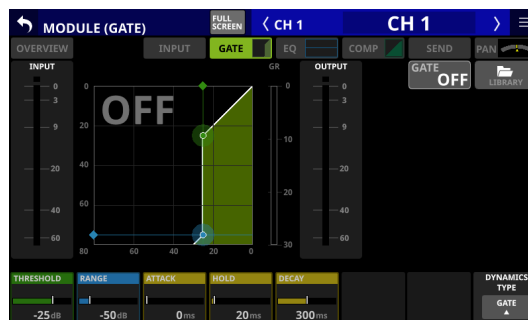 MODULE (GATE)
FULL
SCREEN
CH 1
CH 1
OVERVIEW
INPUT
GATE
EQ
COMP
SEND
PAN
INPUT
GR
OUTPUT
GATE
OFF
LIBRARY
0
3
9
20
40
60
0
20
40
60
80
60
40
20
0
OFF
0
10
20
30
0
3
9
20
40
60
THRESHOLD
RANGE
ATTACK
HOLD
DECAY
DYNAMICS
TYPE
-25dB
-50dB
0ms
20ms
300ms
GATE